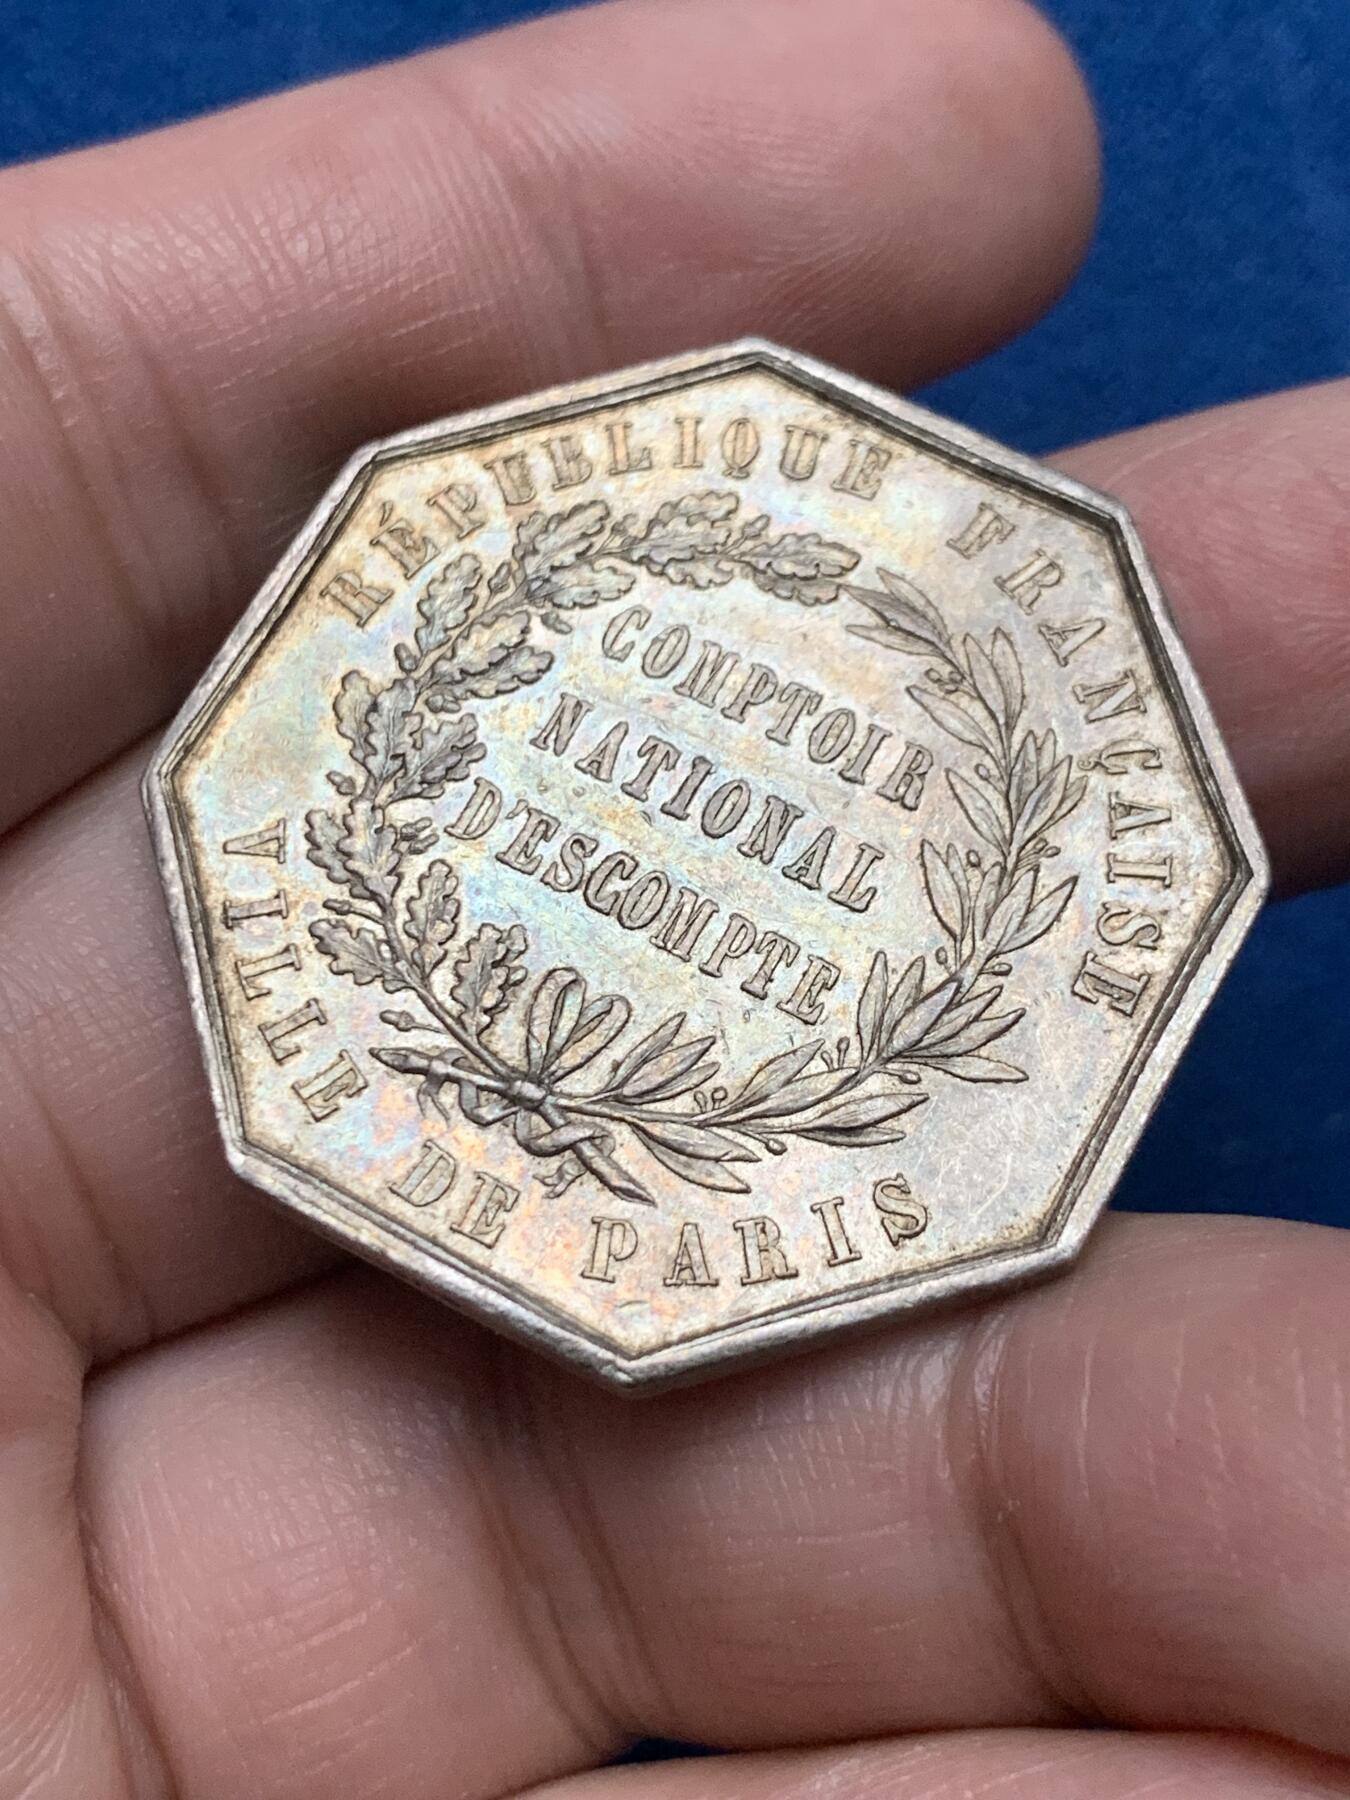 RÉPUBLIQUE FRANÇAISE
COMPTOIR
NATIONAL
D'ESCOMPTE
VILLE DE PARIS